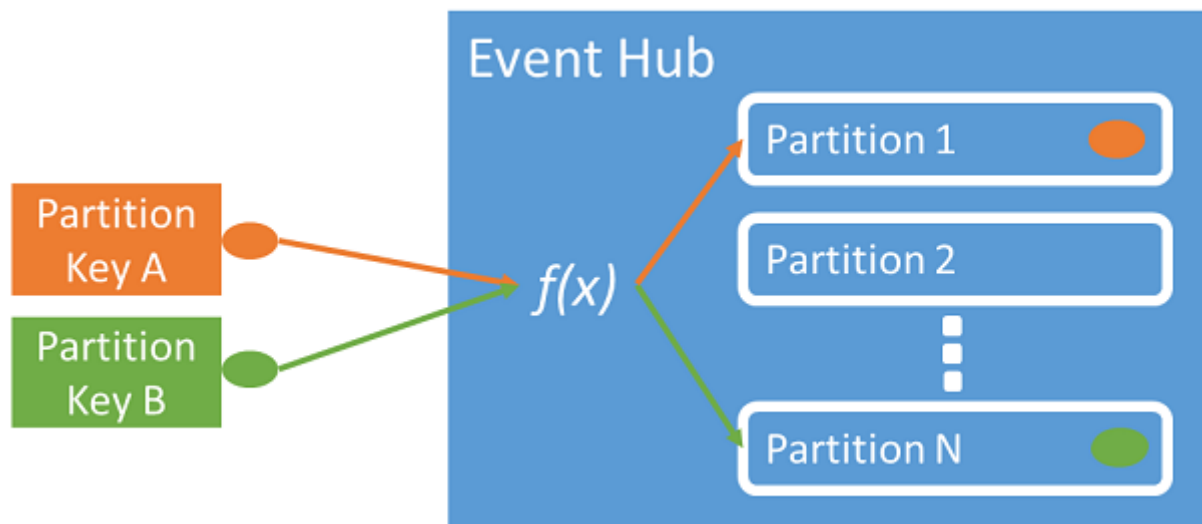 Event Hub
Partition 1
Partition
Key A
Partition 2
f(x)
Partition
Key B
Partition N